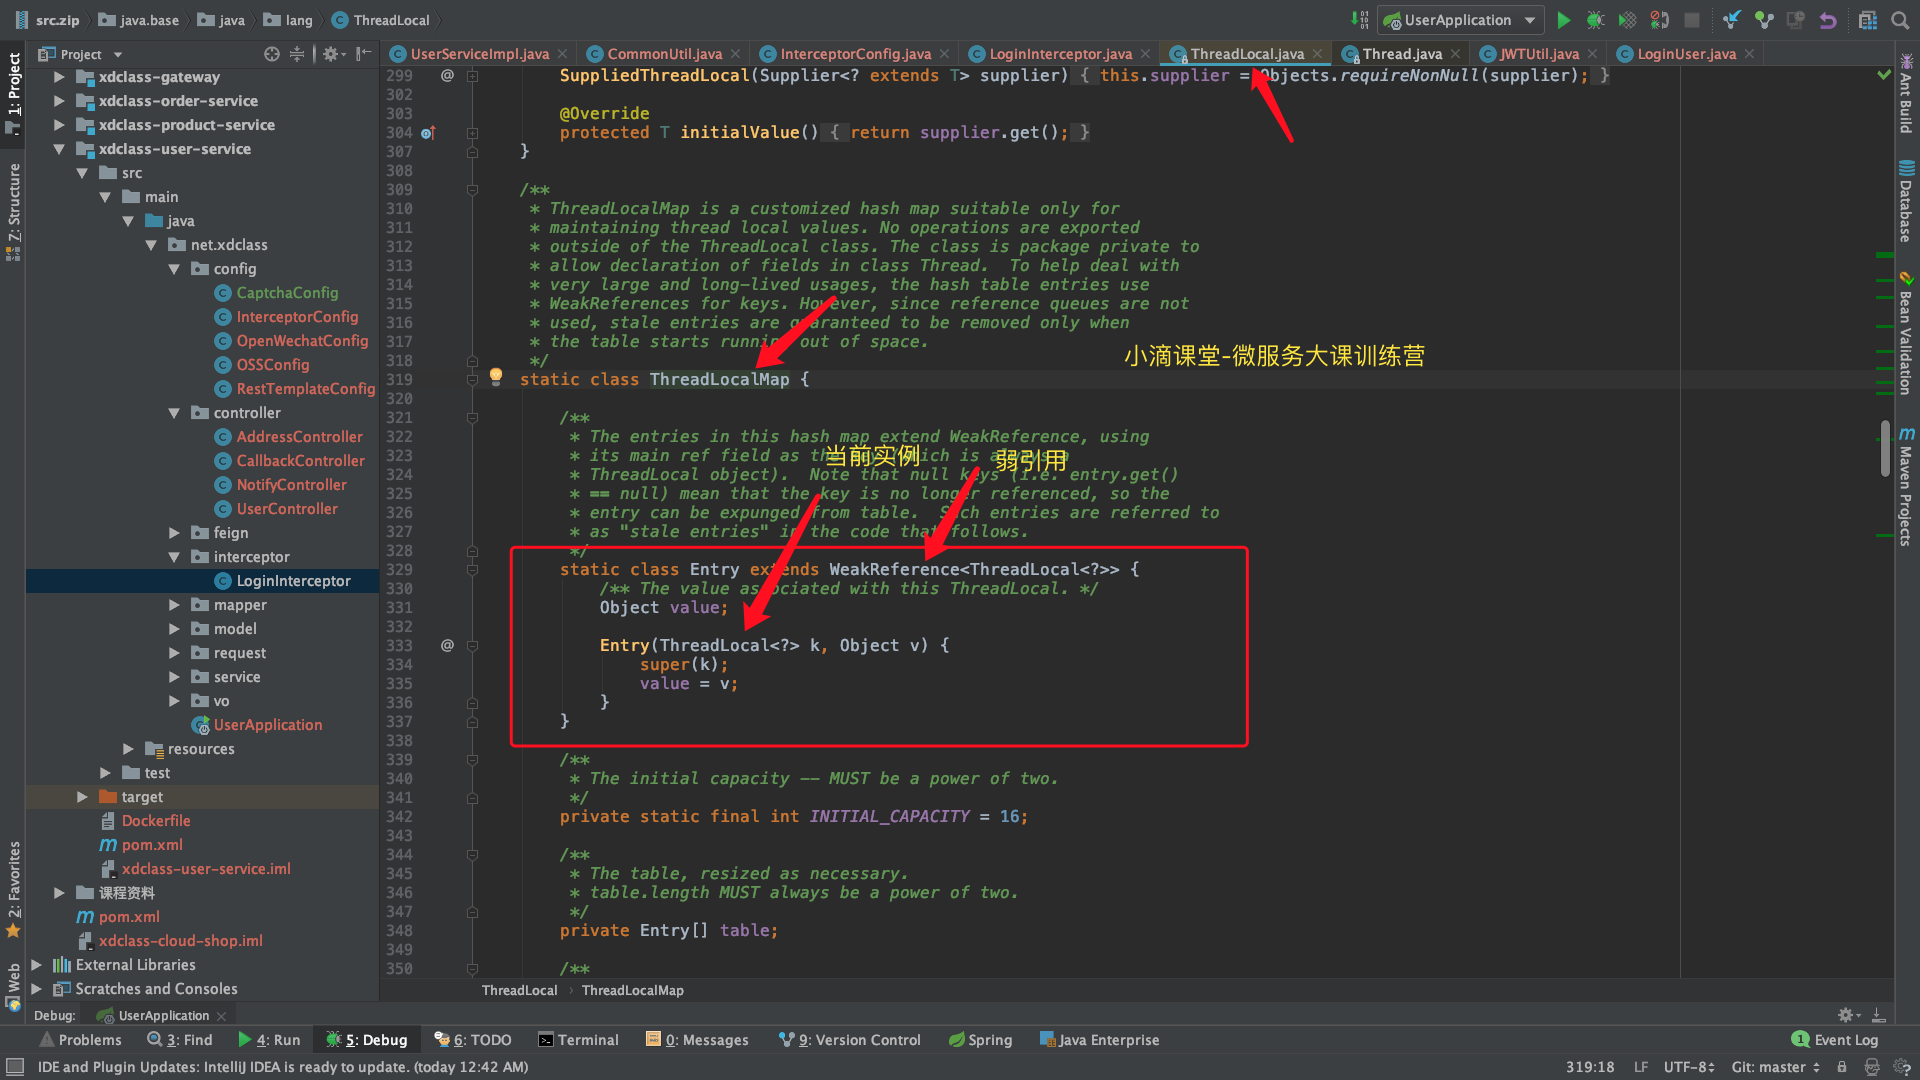 src.zip java.base java lang ThreadLocal
UserApplication
Project
UserServiceImpl.java CommonUtil.java InterceptorConfig.java LoginInterceptor.java ThreadLocal.java Thread.java JWTUtil.java LoginUser.java
1: Project
Z: Structure
2: Favorites
Web
xdclass-gateway
xdclass-order-service
xdclass-product-service
xdclass-user-service
src
main
java
net.xdclass
config
CaptchaConfig
InterceptorConfig
OpenWechatConfig
OSSConfig
RestTemplateConfig
controller
AddressController
CallbackController
NotifyController
UserController
feign
interceptor
LoginInterceptor
mapper
model
request
service
vo
UserApplication
resources
test
target
Dockerfile
pom.xml
xdclass-user-service.iml
课程资料
pom.xml
xdclass-cloud-shop.iml
External Libraries
Scratches and Consoles
299 @ SuppliedThreadLocal(Supplier<? extends T> supplier) { this.supplier = Objects.requireNonNull(supplier); }
302
303 @Override
304 protected T initialValue() { return supplier.get(); }
307 }
308
309 /**
310 * ThreadLocalMap is a customized hash map suitable only for
311 * maintaining thread local values. No operations are exported
312 * outside of the ThreadLocal class. The class is package private to
313 * allow declaration of fields in class Thread.  To help deal with
314 * very large and long-lived usages, the hash table entries use
315 * WeakReferences for keys. However, since reference queues are not
316 * used, stale entries are guaranteed to be removed only when
317 * the table starts running out of space.
318 */
小滴课堂-微服务大课训练营
319 static class ThreadLocalMap {
320
321 /**
322 * The entries in this hash map extend WeakReference, using
323 * its main ref field as the key (which is always a
当前实例
弱引用
324 * ThreadLocal object).  Note that null keys (i.e. entry.get()
325 * == null) mean that the key is no longer referenced, so the
326 * entry can be expunged from table.  Such entries are referred to
327 * as "stale entries" in the code that follows.
328 */
329 static class Entry extends WeakReference<ThreadLocal<?>> {
330 /** The value associated with this ThreadLocal. */
331 Object value;
332
333 @ Entry(ThreadLocal<?> k, Object v) {
334 super(k);
335 value = v;
336 }
337 }
338
339 /**
340 * The initial capacity -- MUST be a power of two.
341 */
342 private static final int INITIAL_CAPACITY = 16;
343
344 /**
345 * The table, resized as necessary.
346 * table.length MUST always be a power of two.
347 */
348 private Entry[] table;
349
350 /**
ThreadLocal ThreadLocalMap
Ant Build
Database
Bean Validation
Maven Projects
Debug: UserApplication
Problems 3: Find 4: Run 5: Debug 6: TODO Terminal 0: Messages 9: Version Control Spring Java Enterprise 1 Event Log
IDE and Plugin Updates: IntelliJ IDEA is ready to update. (today 12:42 AM) 319:18 LF UTF-8 Git: master